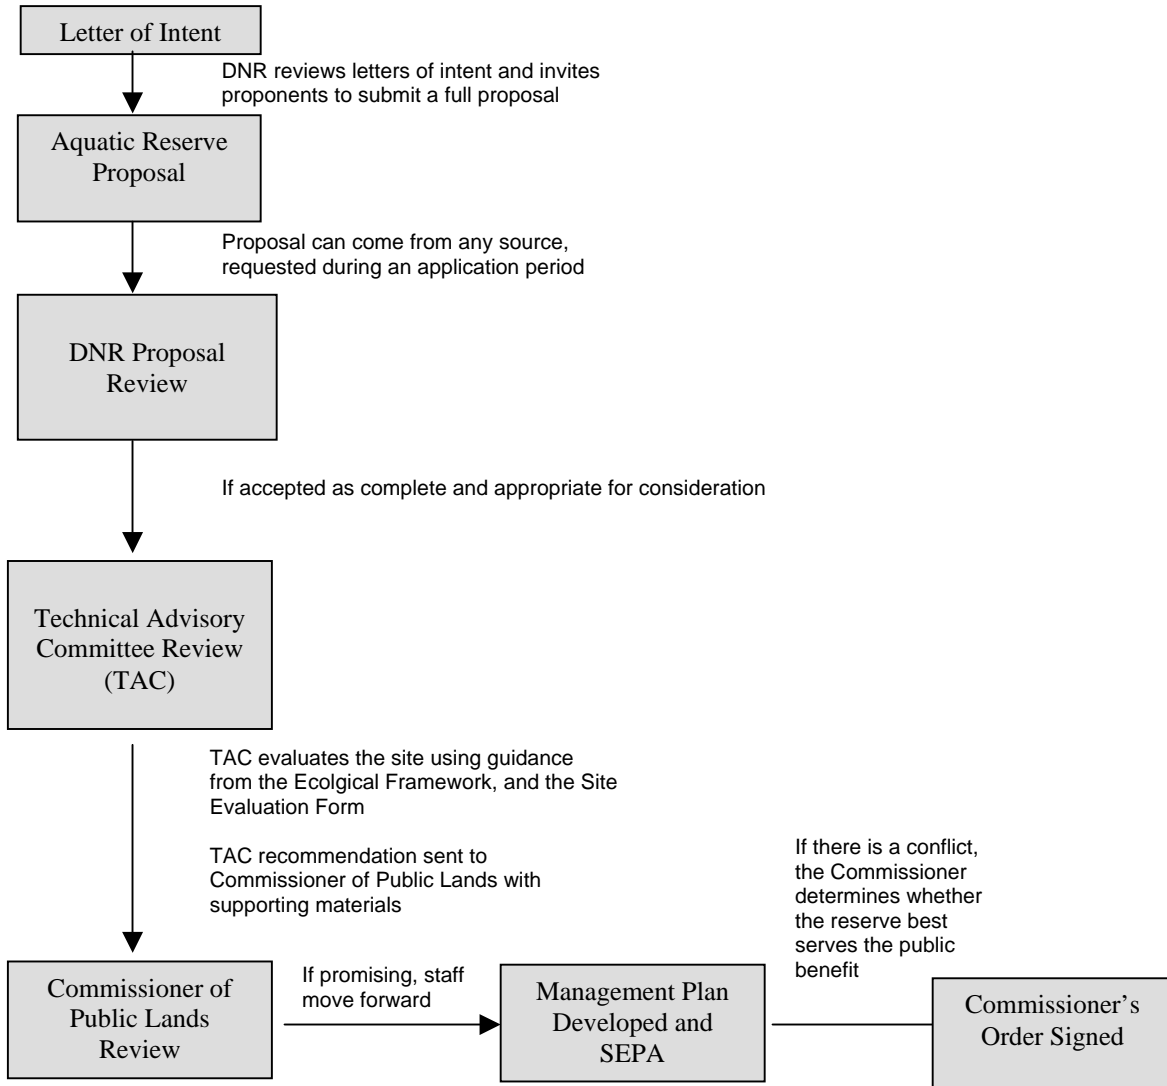 Letter of Intent
DNR reviews letters of intent and invites
proponents to submit a full proposal
Aquatic Reserve
Proposal
Proposal can come from any source,
requested during an application period
DNR Proposal
Review
If accepted as complete and appropriate for consideration
Technical Advisory
Committee Review
(TAC)
TAC evaluates the site using guidance
from the Ecolgical Framework, and the Site
Evaluation Form
TAC recommendation sent to
Commissioner of Public Lands with
supporting materials
Commissioner of
Public Lands
Review
If promising, staff
move forward
Management Plan
Developed and
SEPA
If there is a conflict,
the Commissioner
determines whether
the reserve best
serves the public
benefit
Commissioner’s
Order Signed